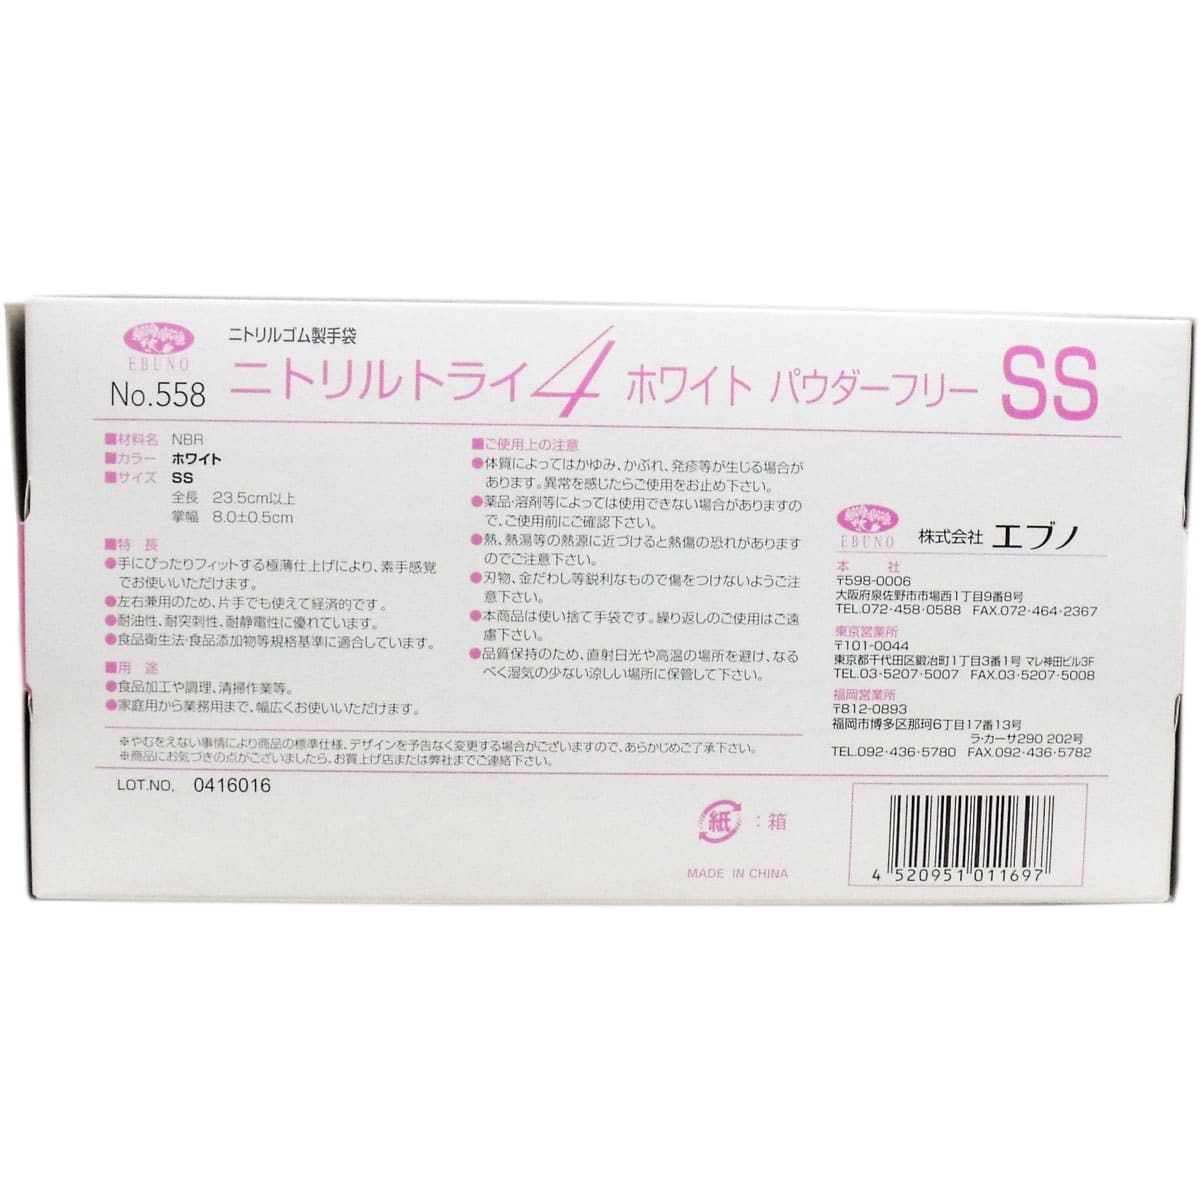 EBUNO
No.558
ニトリルゴム製手袋
ニトリルトライ4 ホワイト パウダーフリー SS
■材料名 NBR
■カラー ホワイト
■サイズ SS
全長 23.5cm以上
掌幅 8.0±0.5cm
■特 長
●手にぴったりフィットする極薄仕上げにより、素手感覚
でお使いいただけます。
●左右兼用のため、片手でも使えて経済的です。
●耐油性、耐突刺性、耐静電性に優れています。
●食品衛生法・食品添加物等規格基準に適合しています。
■用 途
●食品加工や調理、清掃作業等。
●家庭用から業務用まで、幅広くお使いいただけます。
■ご使用上の注意
●体質によってはかゆみ、かぶれ、発疹等が生じる場合が
あります。異常を感じたらご使用をお止め下さい。
●薬品・溶剤等によっては使用できない場合がありますの
で、ご使用前にご確認下さい。
●熱、熱湯等の熱源に近づけると熱傷の恐れがあります
のでご注意下さい。
●刃物、金だわし等鋭利なもので傷をつけないようご注
意下さい。
●本商品は使い捨て手袋です。繰り返しのご使用はご遠
慮下さい。
●品質保持のため、直射日光や高温の場所を避け、なる
べく湿気の少ない涼しい場所に保管して下さい。
※やむをえない事情により商品の標準仕様、デザインを予告なく変更する場合がございますので、あらかじめご了承下さい。
※商品にお気づきの点がございましたら、お買上げ店または弊社までご連絡下さい。
LOT.NO. 0416016
EBUNO
株式会社 エブノ
本 社
〒598-0006
大阪府泉佐野市市場西1丁目9番8号
TEL.072-458-0588 FAX.072-464-2367
東京営業所
〒101-0044
東京都千代田区鍛冶町1丁目3番1号 マレ神田ビル3F
TEL.03-5207-5007 FAX.03-5207-5008
福岡営業所
〒812-0893
福岡市博多区那珂6丁目17番13号
ラ・カーサ290 202号
TEL.092-436-5780 FAX.092-436-5782
紙 : 箱
MADE IN CHINA
4 520951 011697